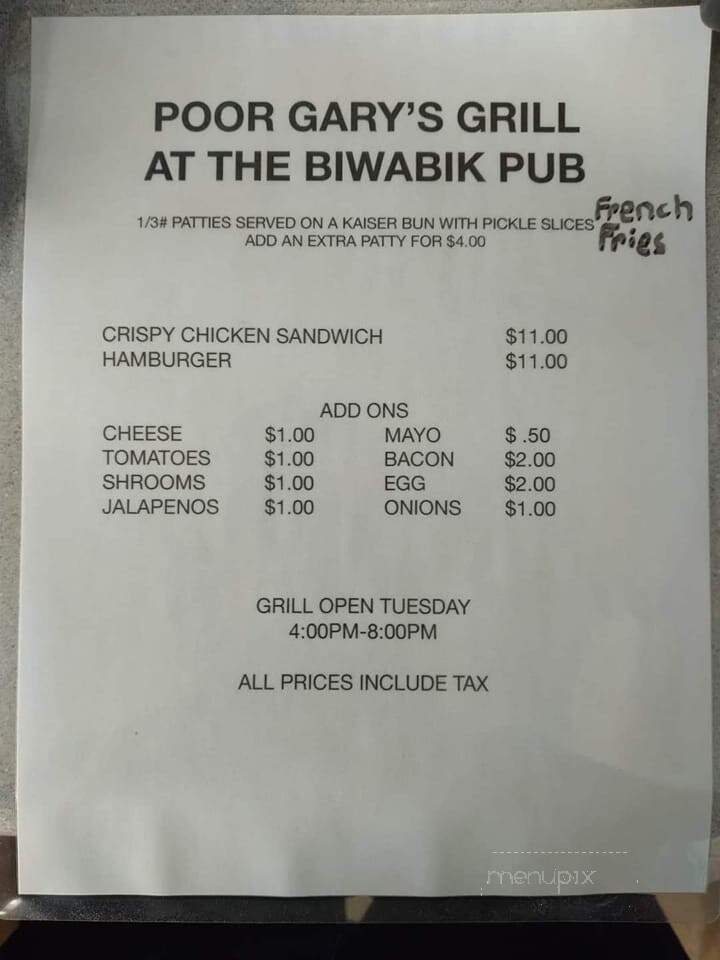 POOR GARY'S GRILL
AT THE BIWABIK PUB
1/3# PATTIES SERVED ON A KAISER BUN WITH PICKLE SLICES French
ADD AN EXTRA PATTY FOR $4.00 Fries
CRISPY CHICKEN SANDWICH $11.00
HAMBURGER $11.00
ADD ONS
CHEESE $1.00 MAYO $ .50
TOMATOES $1.00 BACON $2.00
SHROOMS $1.00 EGG $2.00
JALAPENOS $1.00 ONIONS $1.00
GRILL OPEN TUESDAY
4:00PM-8:00PM
ALL PRICES INCLUDE TAX
menupix